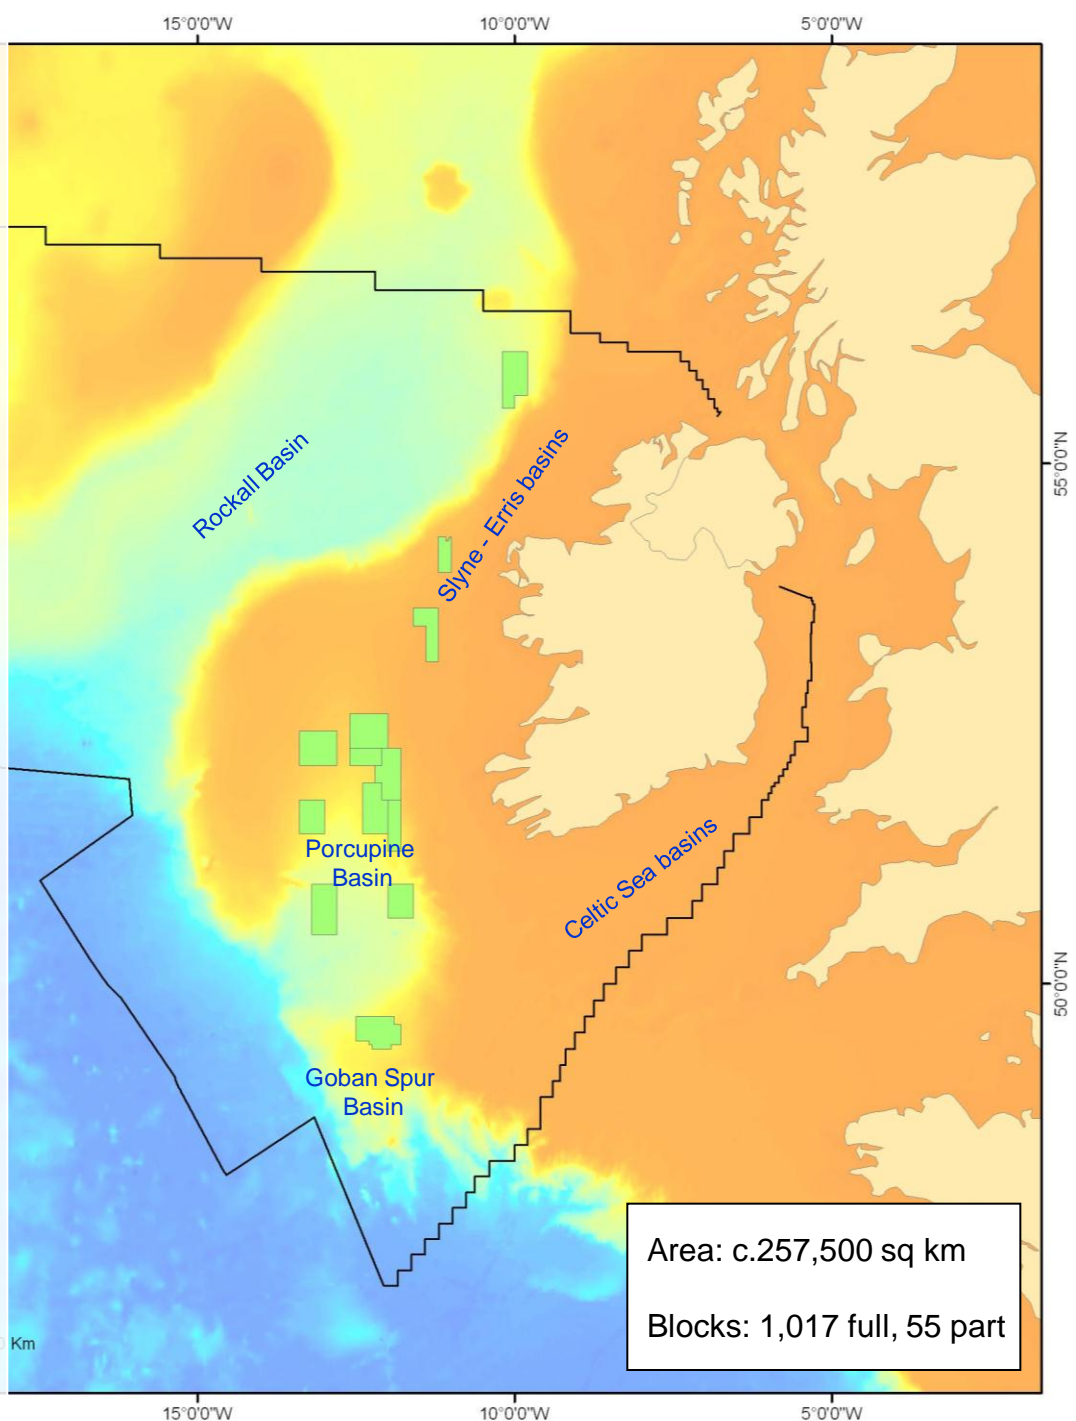 15°0'0"W
10°0'0"W
5°0'0"W
55°0'0"N
Rockall Basin
Slyne - Erris basins
Porcupine
Basin
Celtic Sea basins
50°0'0"N
Goban Spur
Basin
Area: c.257,500 sq km
Blocks: 1,017 full, 55 part
Km
15°0'0"W
10°0'0"W
5°0'0"W